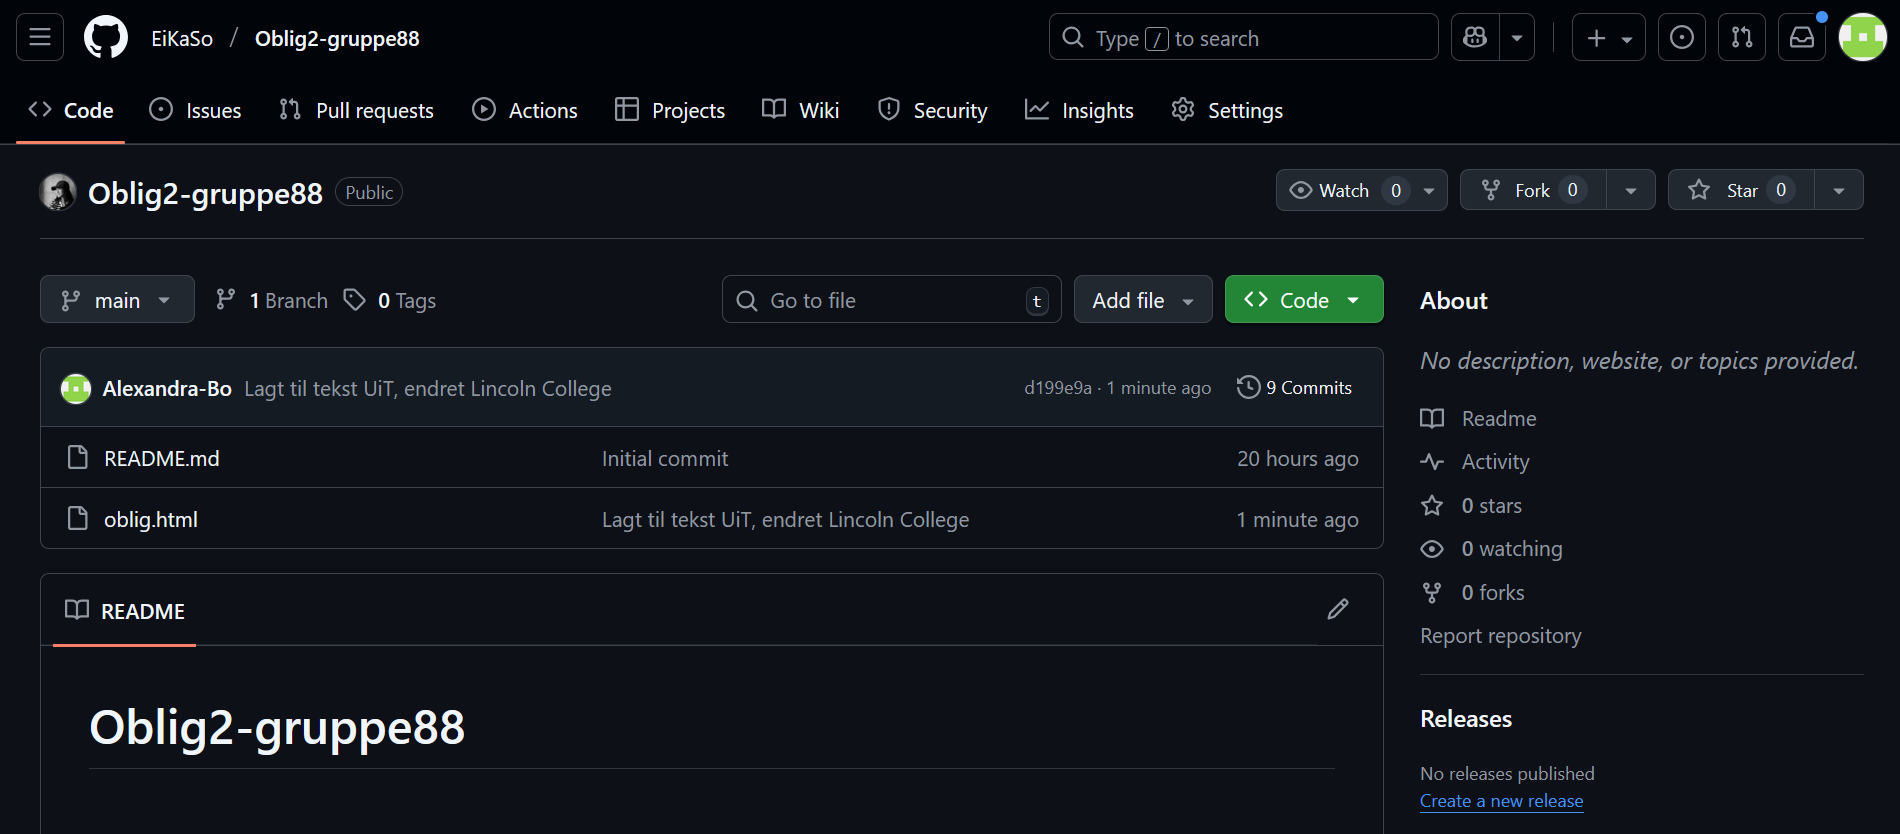 EiKaSo / Oblig2-gruppe88
Type / to search
Code Issues Pull requests Actions Projects Wiki Security Insights Settings
Oblig2-gruppe88 Public
Watch 0 Fork 0 Star 0
main 1 Branch 0 Tags
Go to file t Add file Code
Alexandra-Bo Lagt til tekst UiT, endret Lincoln College d199e9a · 1 minute ago 9 Commits
README.md Initial commit 20 hours ago
oblig.html Lagt til tekst UiT, endret Lincoln College 1 minute ago
README
Oblig2-gruppe88
About
No description, website, or topics provided.
Readme
Activity
0 stars
0 watching
0 forks
Report repository
Releases
No releases published
Create a new release